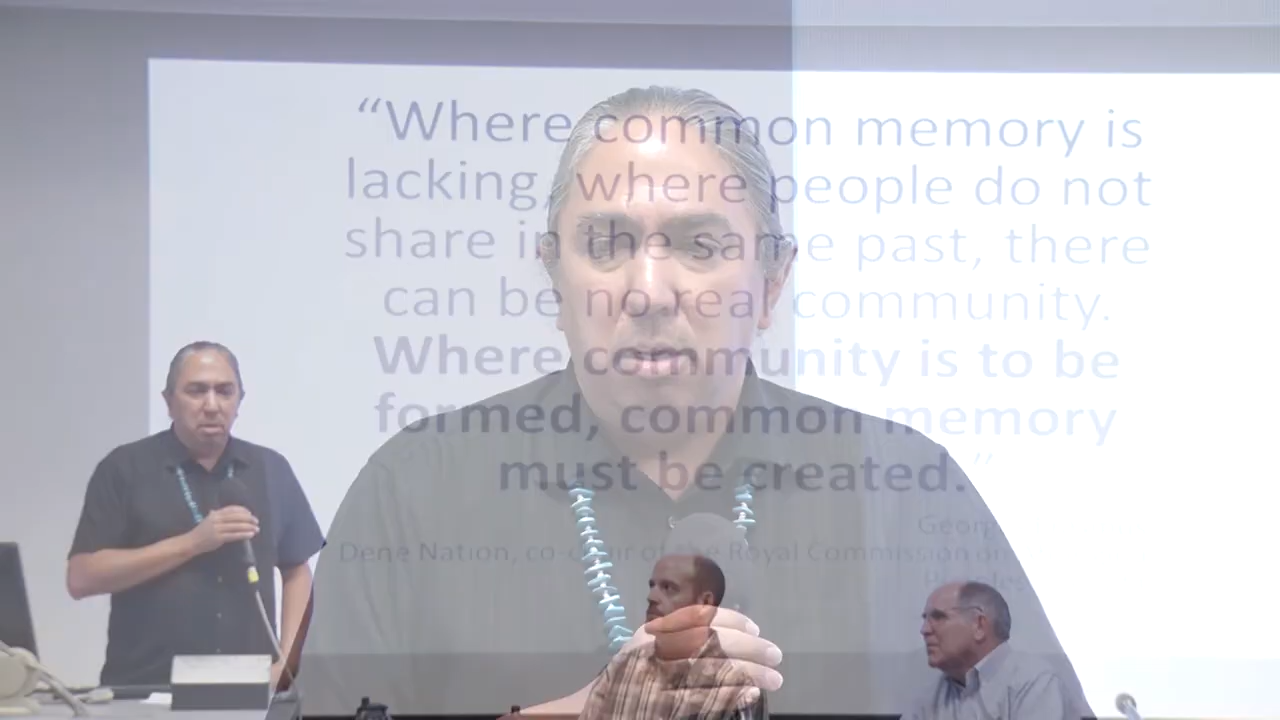 “Where common memory is
lacking, where people do not
share in the same past, there
can be no real community.
Where community is to be
formed, common memory
must be created.”
Georg
Dene Nation, co-chair of the Royal Commission on